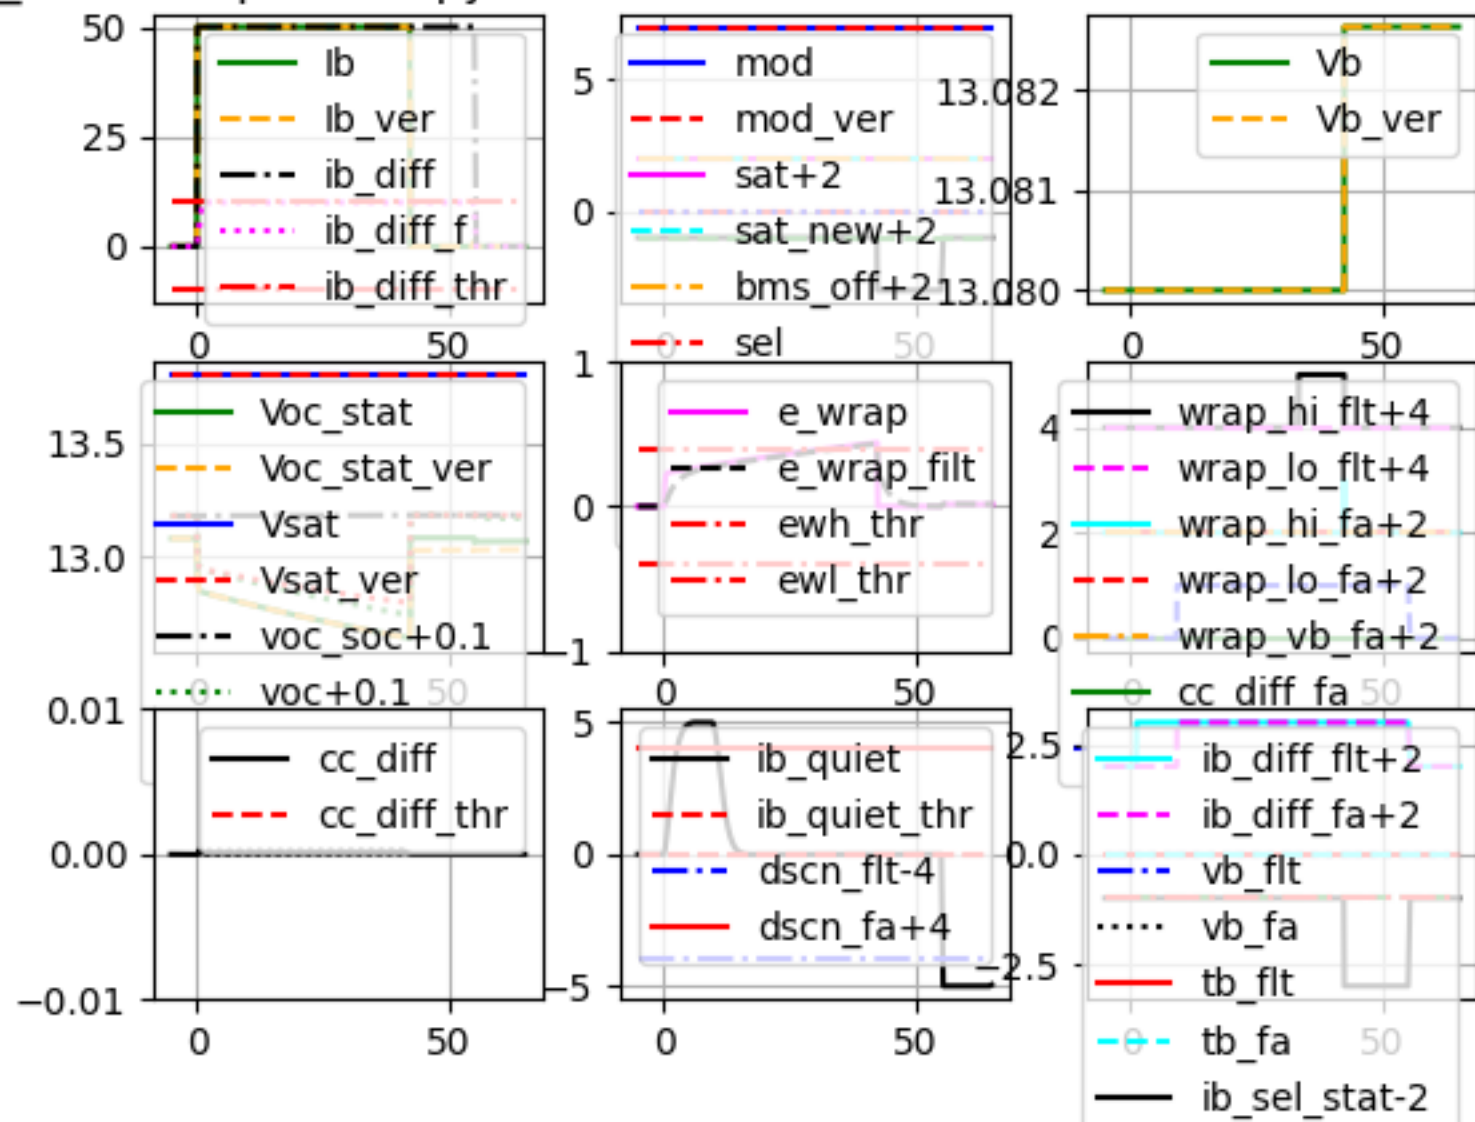 50
25
0
0
50
Ib
Ib_ver
ib_diff
ib_diff_f
ib_diff_thr
5
0
0
50
mod
mod_ver
sat+2
sat_new+2
bms_off+2
sel
13.082
13.081
13.080
0
50
Vb
Vb_ver
13.5
13.0
0
50
Voc_stat
Voc_stat_ver
Vsat
Vsat_ver
voc_soc+0.1
voc+0.1
1
0
−1
0
50
e_wrap
e_wrap_filt
ewh_thr
ewl_thr
4
2
0
0
50
wrap_hi_flt+4
wrap_lo_flt+4
wrap_hi_fa+2
wrap_lo_fa+2
wrap_vb_fa+2
cc_diff_fa
0.01
0.00
−0.01
0
50
cc_diff
cc_diff_thr
5
0
−5
0
50
ib_quiet
ib_quiet_thr
dscn_flt-4
dscn_fa+4
2.5
0.0
−2.5
0
50
ib_diff_flt+2
ib_diff_fa+2
vb_flt
vb_fa
tb_flt
tb_fa
ib_sel_stat-2